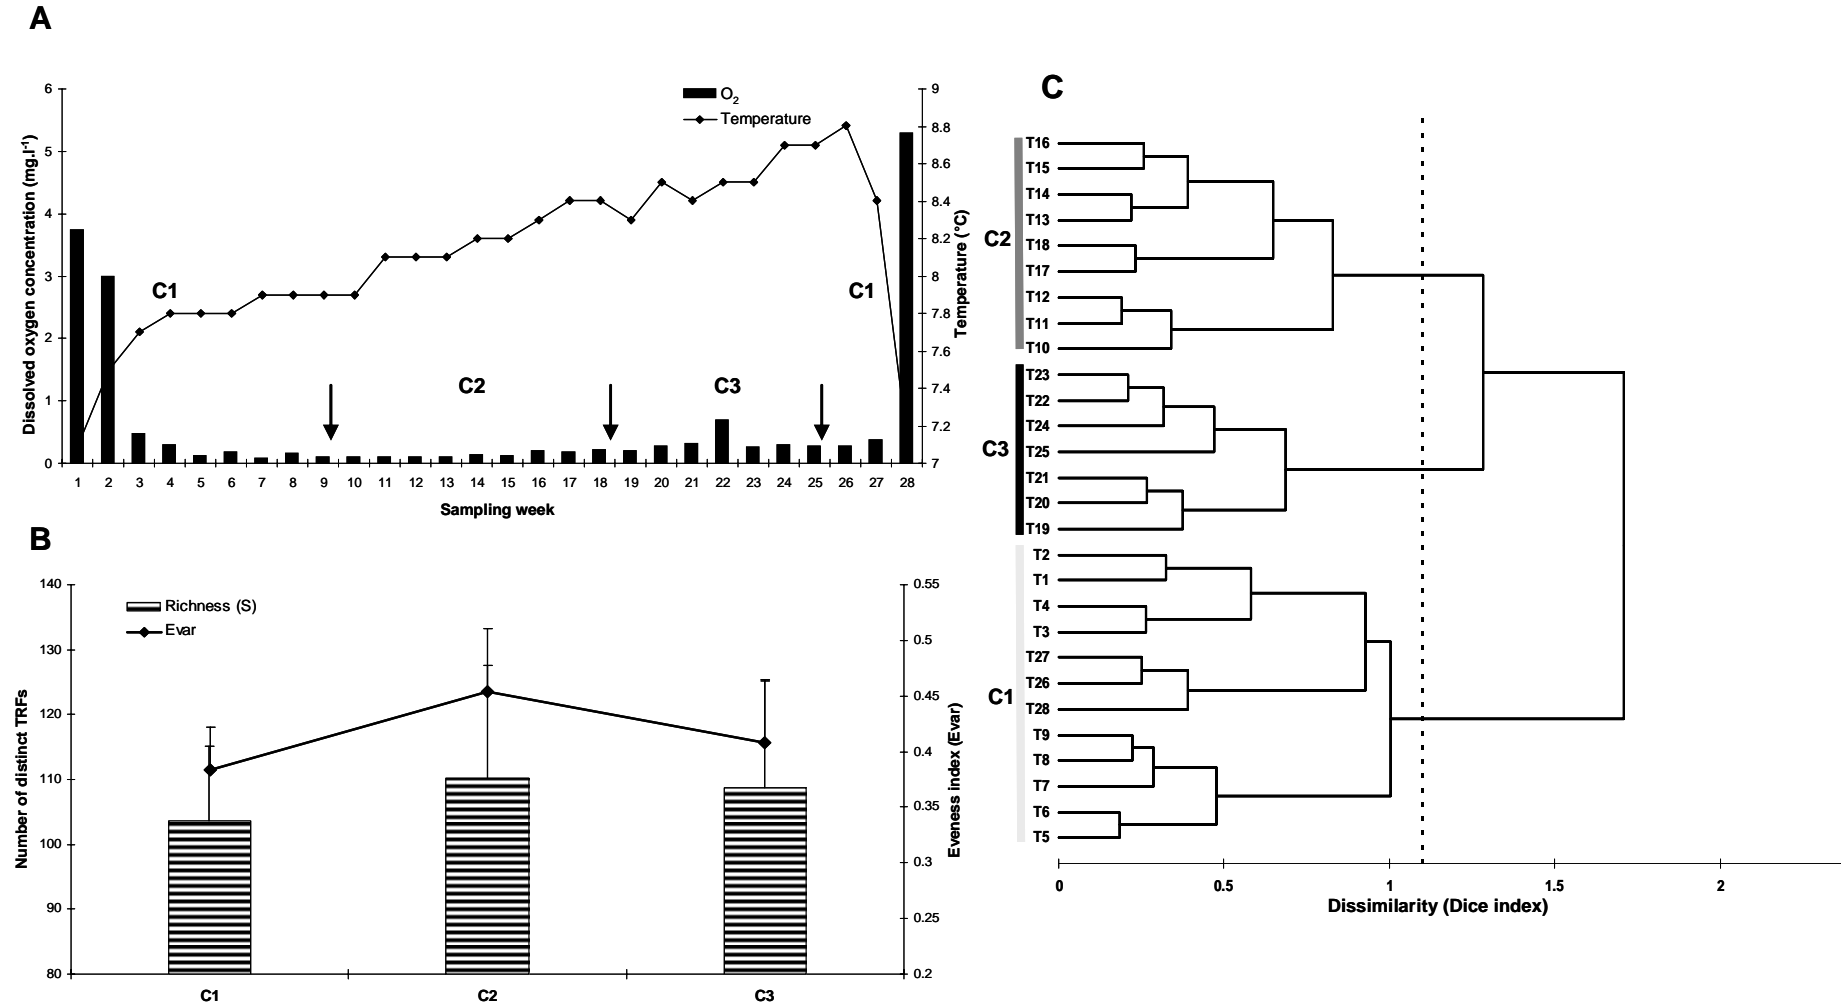 A
O2
Temperature
Dissolved oxygen concentration (mg.l-1)
6
5
4
3
2
1
0
9
8.8
8.6
8.4
8.2
8
7.8
7.6
7.4
7.2
7
Temperature (°C)
C1
C2
C3
C1
1 2 3 4 5 6 7 8 9 10 11 12 13 14 15 16 17 18 19 20 21 22 23 24 25 26 27 28
Sampling week
B
Richness (S)
Evar
Number of distinct TRFs
140
130
120
110
100
90
80
0.55
0.5
0.45
0.4
0.35
0.3
0.25
0.2
Eveness index (Evar)
C1 C2 C3
C
C2
T16
T15
T14
T13
T18
T17
T12
T11
T10
C3
T23
T22
T24
T25
T21
T20
T19
C1
T2
T1
T4
T3
T27
T26
T28
T9
T8
T7
T6
T5
0 0.5 1 1.5 2
Dissimilarity (Dice index)